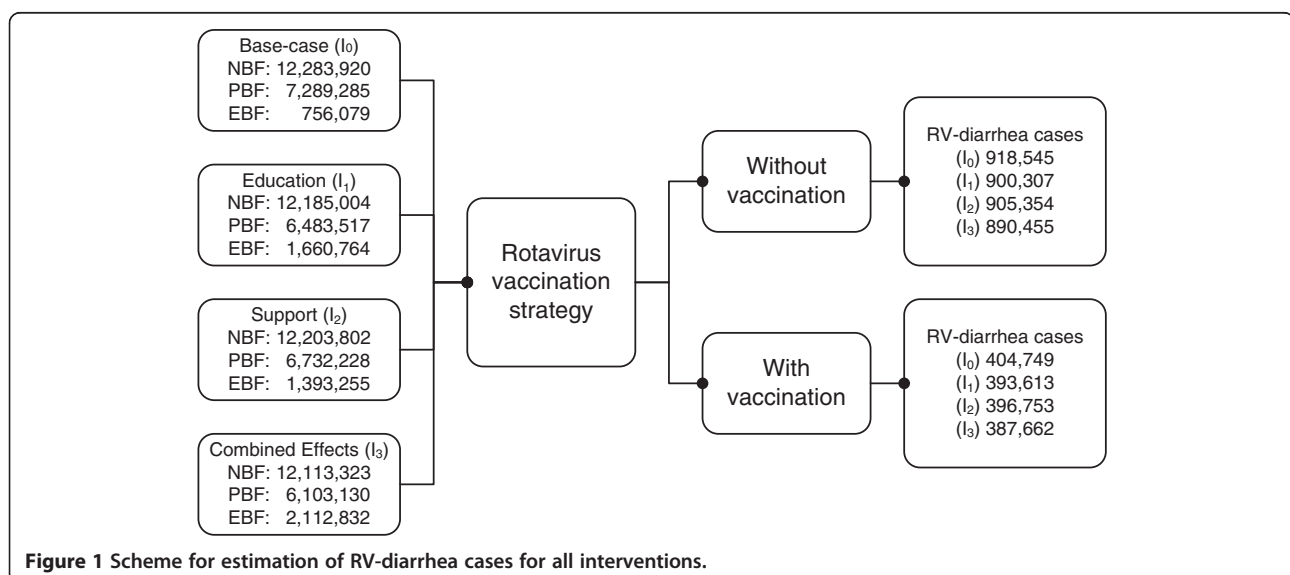 Base-case (I₀)
NBF: 12,283,920
PBF: 7,289,285
EBF: 756,079
Education (I₁)
NBF: 12,185,004
PBF: 6,483,517
EBF: 1,660,764
Support (I₂)
NBF: 12,203,802
PBF: 6,732,228
EBF: 1,393,255
Combined Effects (I₃)
NBF: 12,113,323
PBF: 6,103,130
EBF: 2,112,832
Rotavirus
vaccination
strategy
Without
vaccination
With
vaccination
RV-diarrhea cases
(I₀) 918,545
(I₁) 900,307
(I₂) 905,354
(I₃) 890,455
RV-diarrhea cases
(I₀) 404,749
(I₁) 393,613
(I₂) 396,753
(I₃) 387,662
Figure 1 Scheme for estimation of RV-diarrhea cases for all interventions.